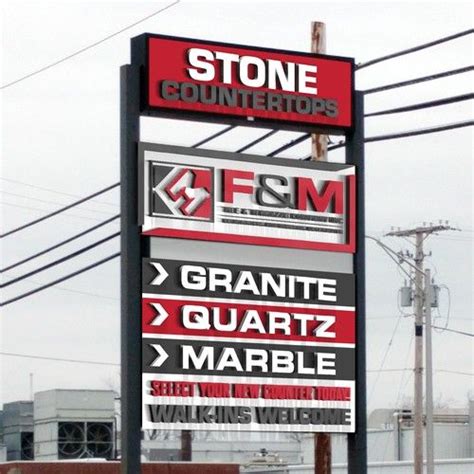 STONE
COUNTERTOPS
F&M
GRANITE
QUARTZ
MARBLE
SELECT YOUR NEW COUNTER TODAY!
WALK-INS WELCOME